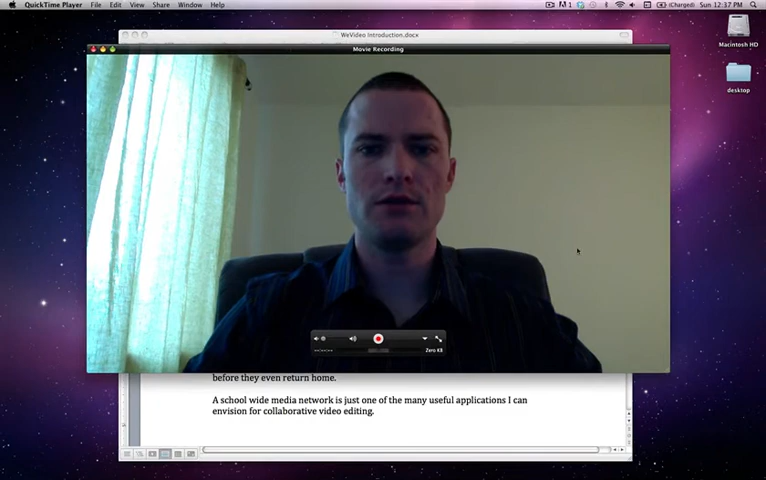 QuickTime Player File Edit View Share Window Help
1 (Charged) Sun 12:37 PM
WeVideo Introduction.docx
Movie Recording
Macintosh HD
desktop
Zero KB
before they even return home.
A school wide media network is just one of the many useful applications I can
envision for collaborative video editing.